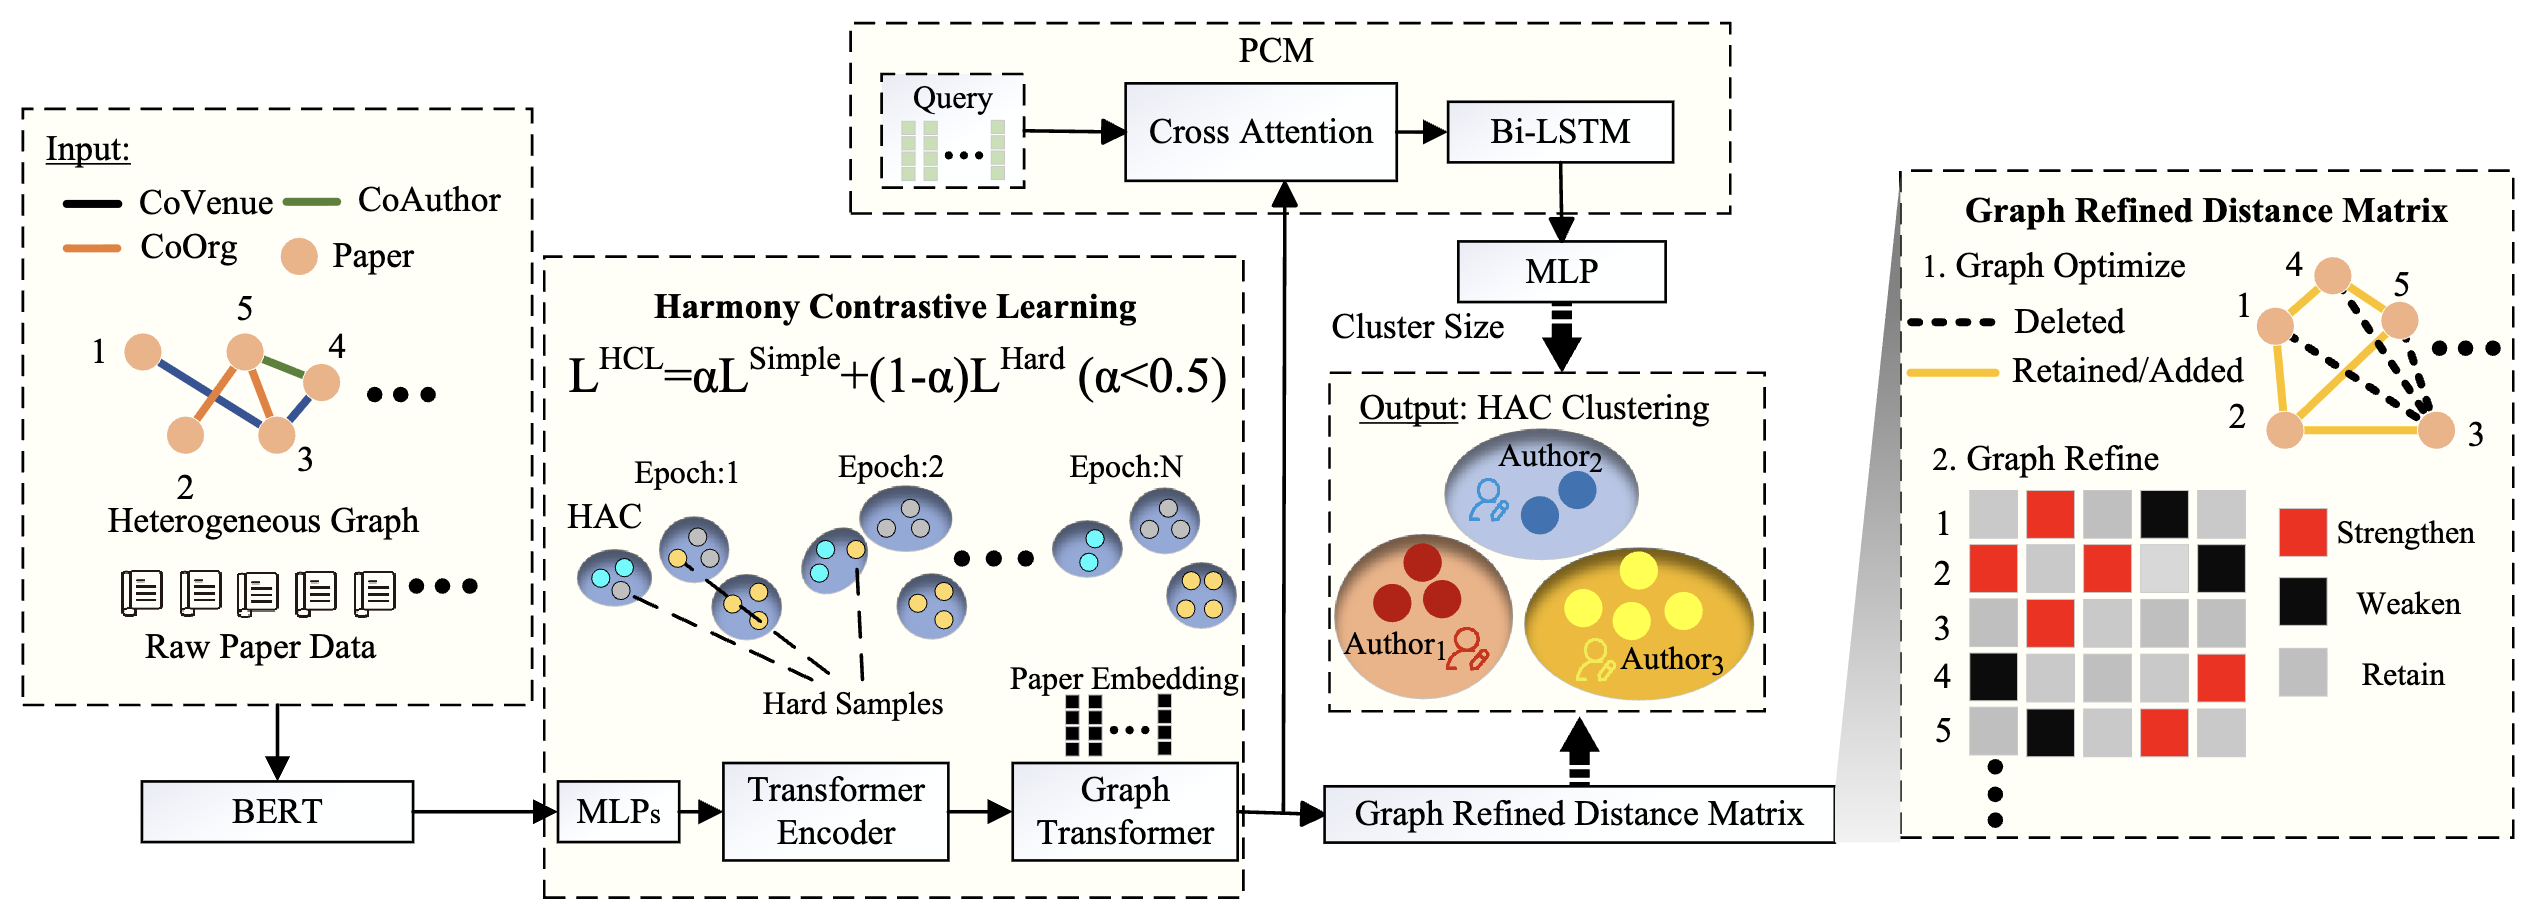 Input:
CoVenue
CoAuthor
CoOrg
Paper
5
1
4
2
3
Heterogeneous Graph
Raw Paper Data
BERT
Harmony Contrastive Learning
L^HCL=αL^Simple+(1-α)L^Hard (α<0.5)
Epoch:1
Epoch:2
Epoch:N
HAC
Hard Samples
Paper Embedding
MLPs
Transformer
Encoder
Graph
Transformer
PCM
Query
Cross Attention
Bi-LSTM
MLP
Cluster Size
Output: HAC Clustering
Author2
Author1
Author3
Graph Refined Distance Matrix
Graph Refined Distance Matrix
1. Graph Optimize
Deleted
Retained/Added
4
5
1
2
3
2. Graph Refine
1
2
3
4
5
Strengthen
Weaken
Retain